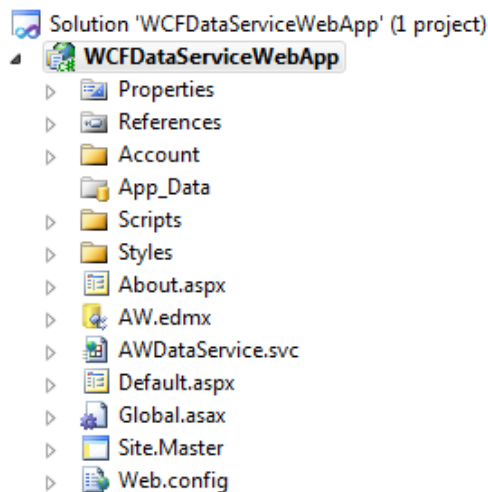 Solution 'WCFDataServiceWebApp' (1 project)
WCFDataServiceWebApp
Properties
References
Account
App_Data
Scripts
Styles
About.aspx
AW.edmx
AWDataService.svc
Default.aspx
Global.asax
Site.Master
Web.config